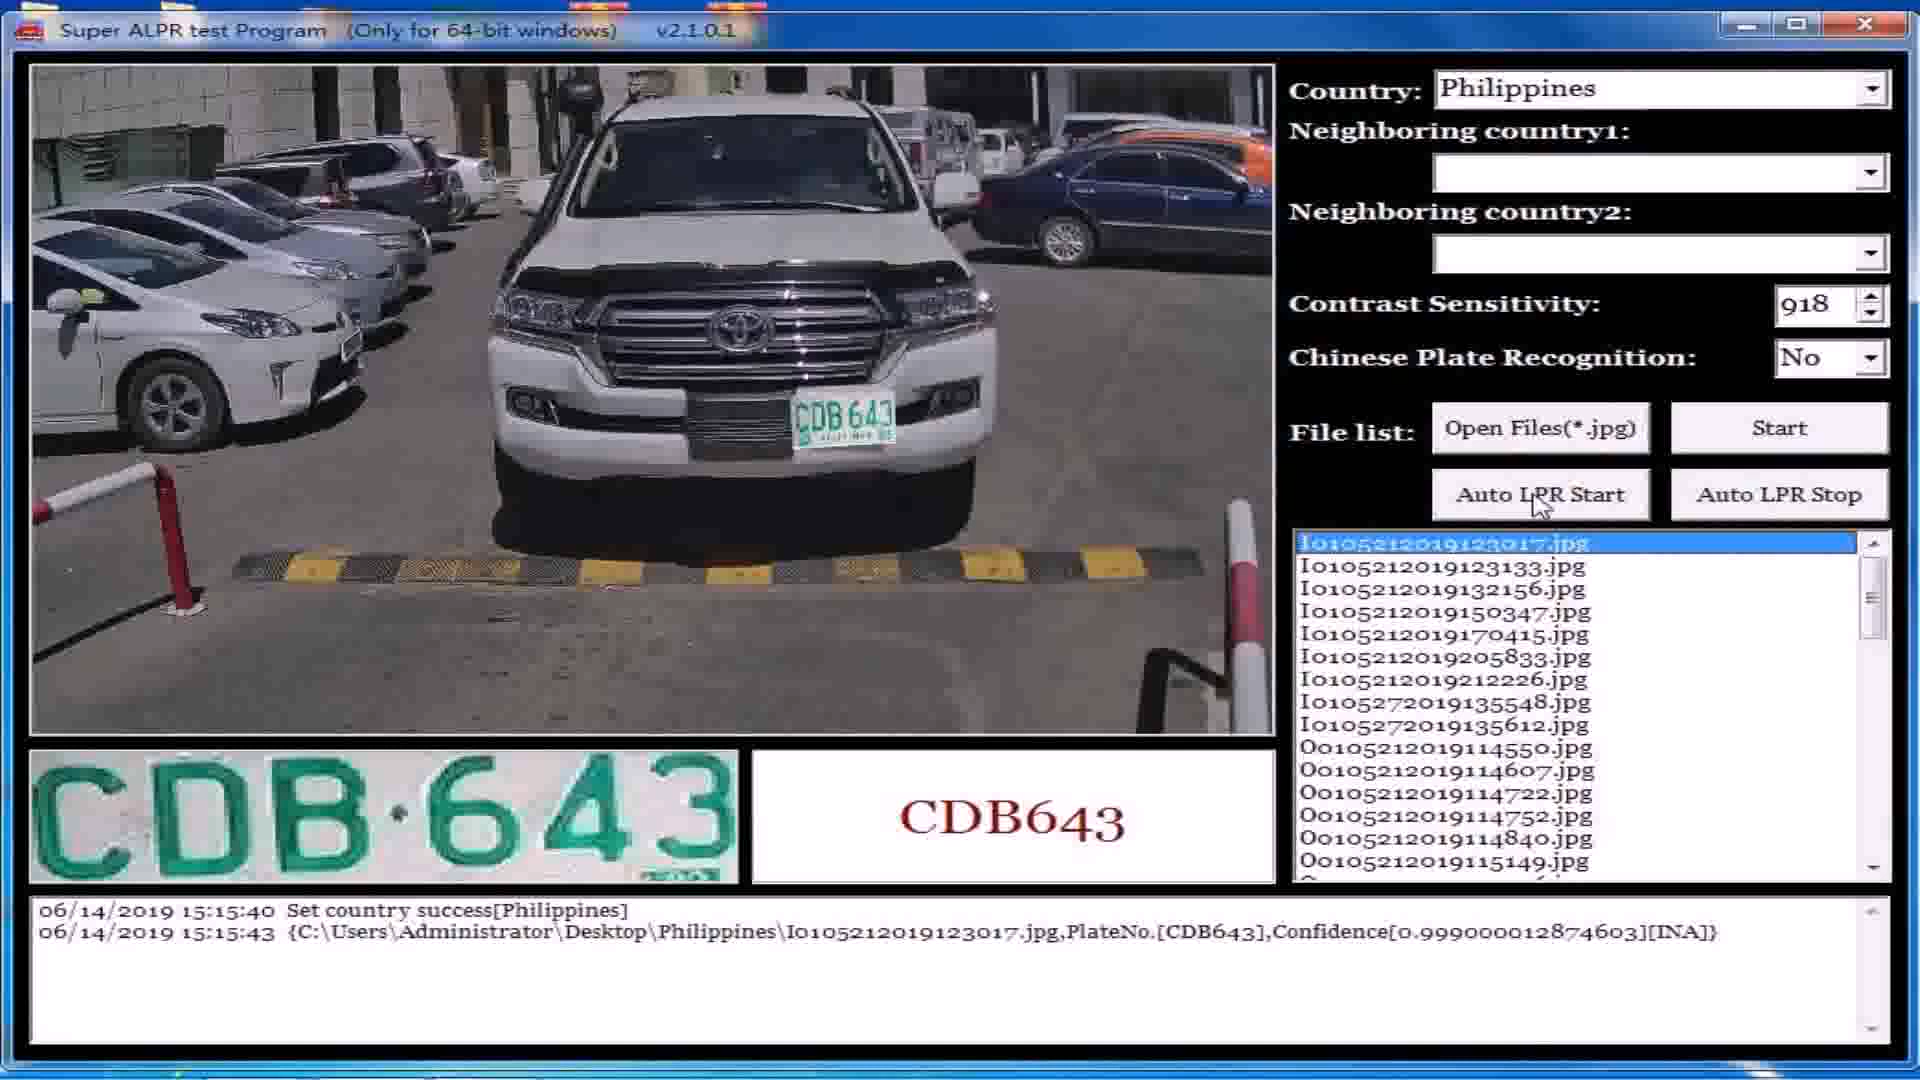 Super ALPR test Program (Only for 64-bit windows) v2.1.0.1
Country: Philippines
Neighboring country1:
Neighboring country2:
Contrast Sensitivity: 918
Chinese Plate Recognition: No
File list: Open Files(*.jpg) Start
Auto LPR Start Auto LPR Stop
CDB 643
I0105212019123017.jpg
I0105212019123133.jpg
I0105212019132156.jpg
I0105212019150347.jpg
I0105212019170415.jpg
I0105212019205833.jpg
I0105212019212226.jpg
I0105272019135548.jpg
I0105272019135612.jpg
O0105212019114550.jpg
O0105212019114607.jpg
O0105212019114722.jpg
O0105212019114752.jpg
O0105212019114840.jpg
O0105212019115149.jpg
CDB·643
CDB643
06/14/2019 15:15:40 Set country success[Philippines]
06/14/2019 15:15:43 {C:\Users\Administrator\Desktop\Philippines\I0105212019123017.jpg,PlateNo.[CDB643],Confidence[0.999000012874603][INA]}